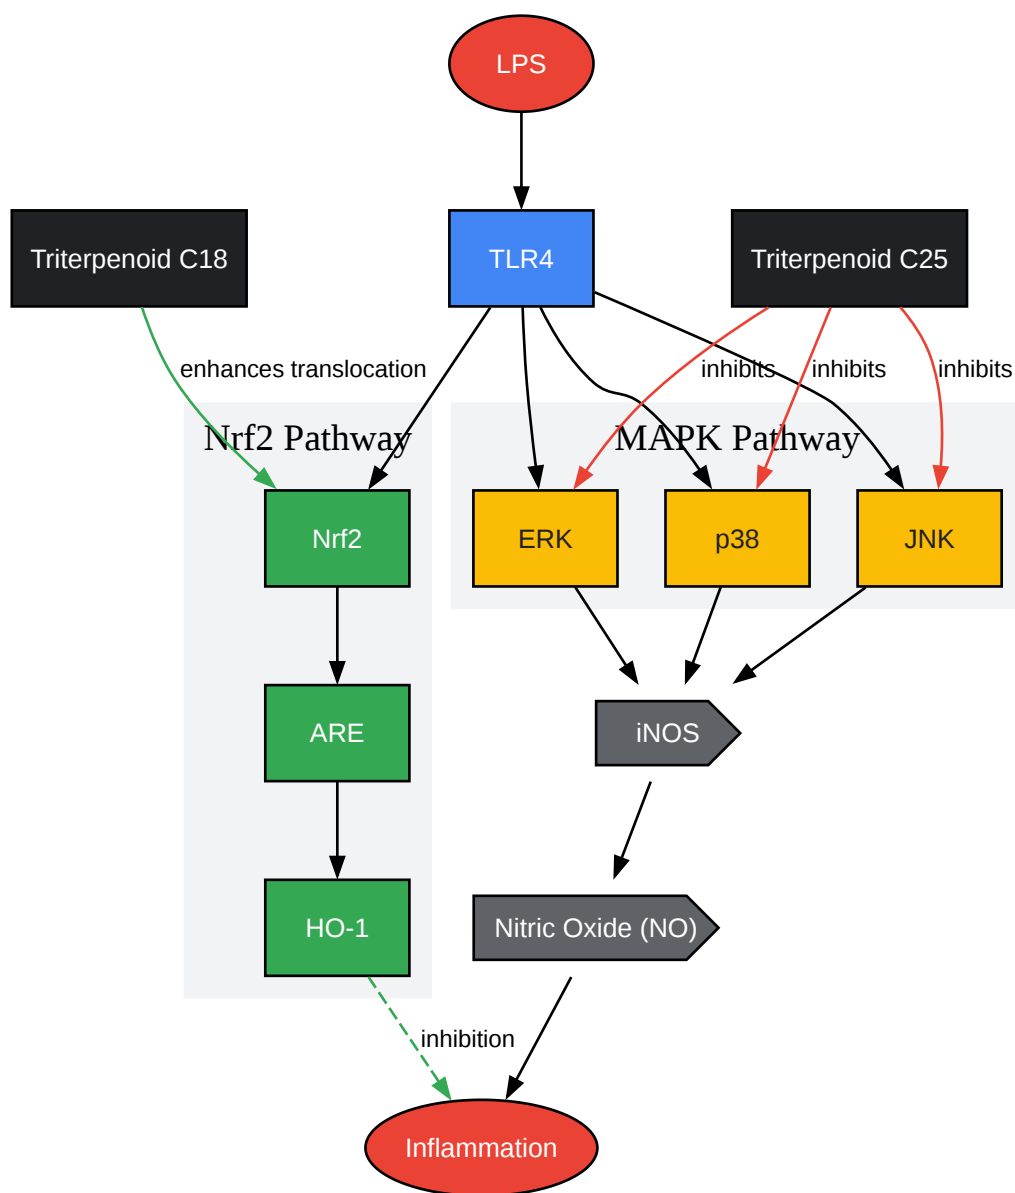 LPS
Triterpenoid C18
TLR4
Triterpenoid C25
enhances translocation
inhibits
inhibits
inhibits
Nrf2 Pathway
MAPK Pathway
Nrf2
ERK
p38
JNK
ARE
iNOS
HO-1
Nitric Oxide (NO)
inhibition
Inflammation